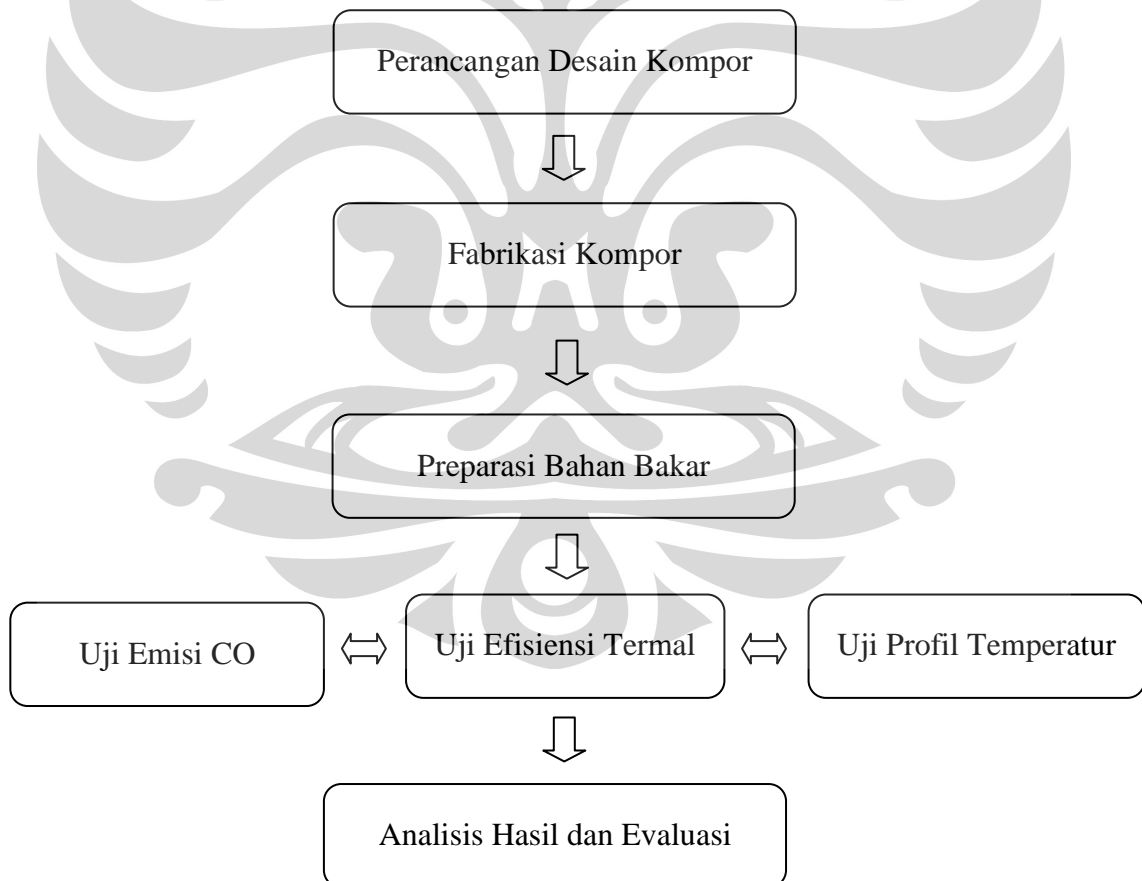 Perancangan Desain Kompor
Fabrikasi Kompor
Preparasi Bahan Bakar
Uji Emisi CO
Uji Efisiensi Termal
Uji Profil Temperatur
Analisis Hasil dan Evaluasi